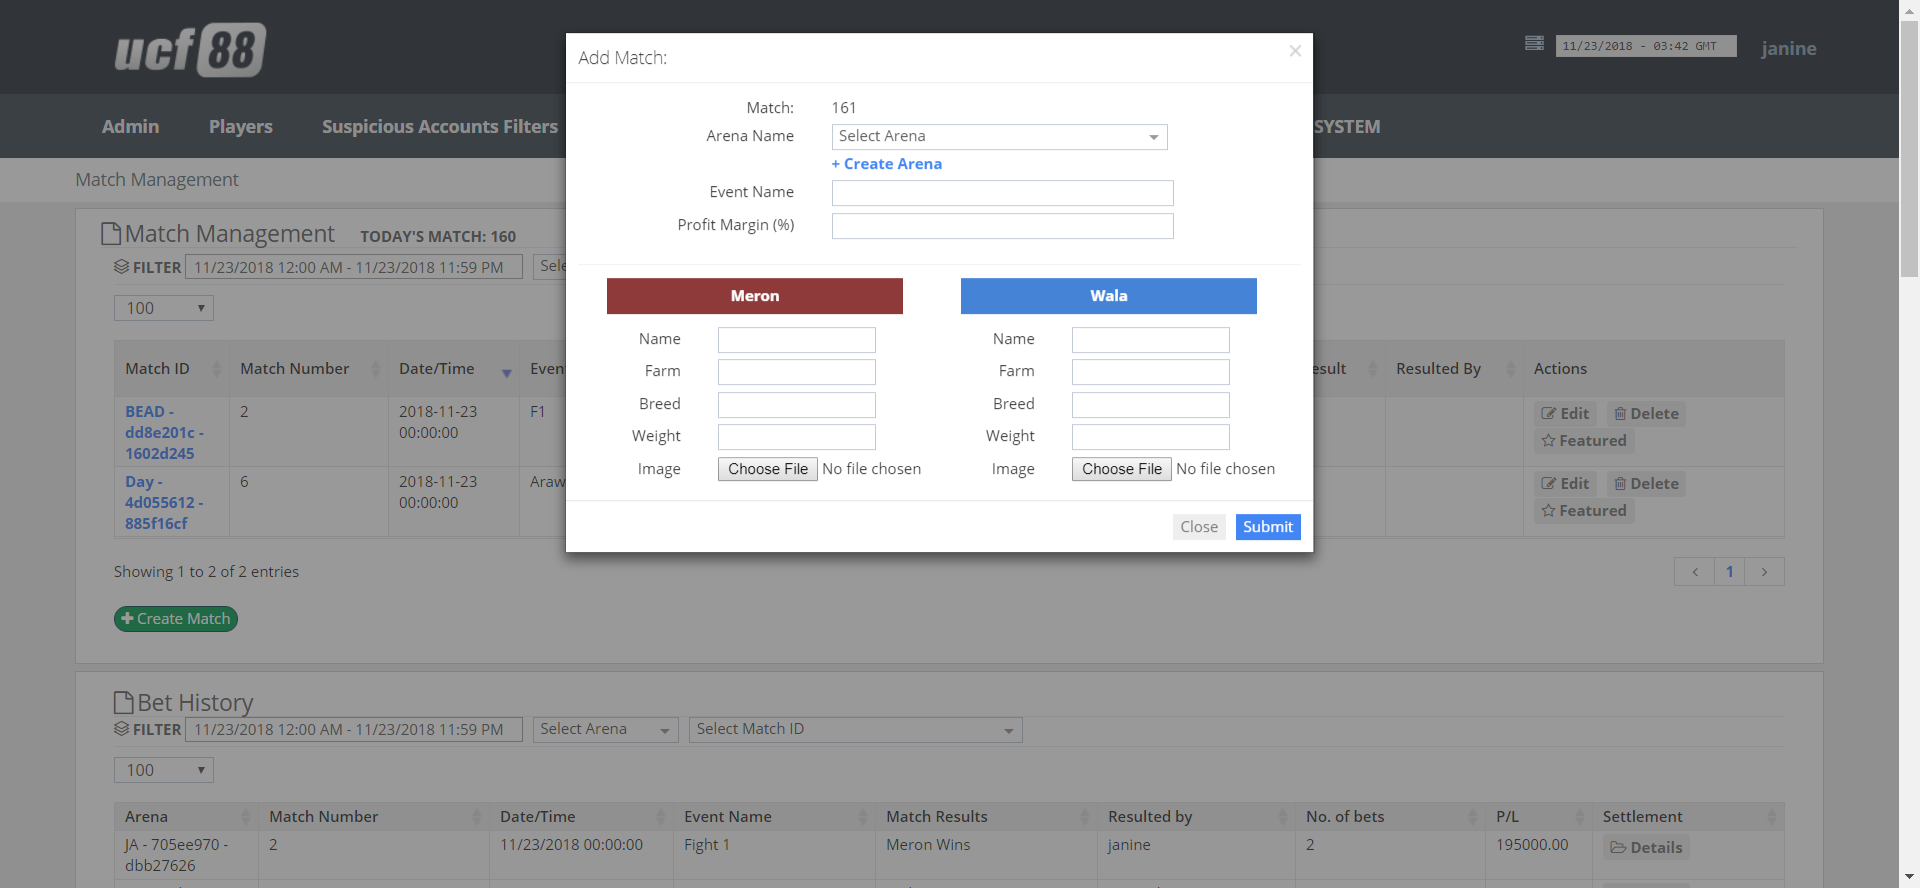 ucf 88
11/23/2018 - 03:42 GMT
janine
Admin
Players
Suspicious Accounts Filters
SYSTEM
Match Management
Match Management TODAY'S MATCH: 160
FILTER 11/23/2018 12:00 AM - 11/23/2018 11:59 PM
100
Match ID Match Number Date/Time Resulted By Actions
BEAD - 2 2018-11-23 F1 Edit Delete
dd8e201c - 00:00:00 Featured
1602d245
Day - 6 2018-11-23 Edit Delete
4d055612 - 00:00:00 Featured
885f16cf
Showing 1 to 2 of 2 entries
1
Create Match
Add Match:
Match: 161
Arena Name Select Arena
+ Create Arena
Event Name
Profit Margin (%)
Meron Wala
Name Name
Farm Farm
Breed Breed
Weight Weight
Image Choose File No file chosen Image Choose File No file chosen
Close Submit
Bet History
FILTER 11/23/2018 12:00 AM - 11/23/2018 11:59 PM Select Arena Select Match ID
100
Arena Match Number Date/Time Event Name Match Results Resulted by No. of bets P/L Settlement
JA - 705ee970 - 2 11/23/2018 00:00:00 Fight 1 Meron Wins janine 2 195000.00 Details
dbb27626